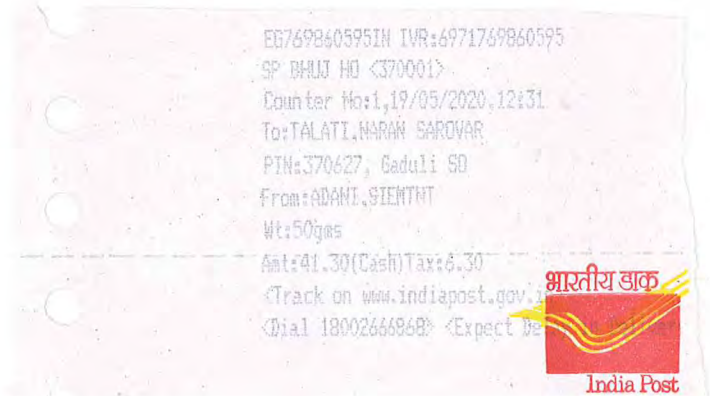 EG769860595IN IVR:6971769860595
SP BHUJ HO <370001>
Counter No:1,19/05/2020,12:31
To:TALATI,NARAN SAROVAR
PIN:370627, Gaduli SO
From:ADANI,SIEMTNT
Wt:50gms
Amt:41.30(Cash)Tax:6.30
<Track on www.indiapost.gov.i
<Dial 18002666868> <Expect De
भारतीय डाक
India Post